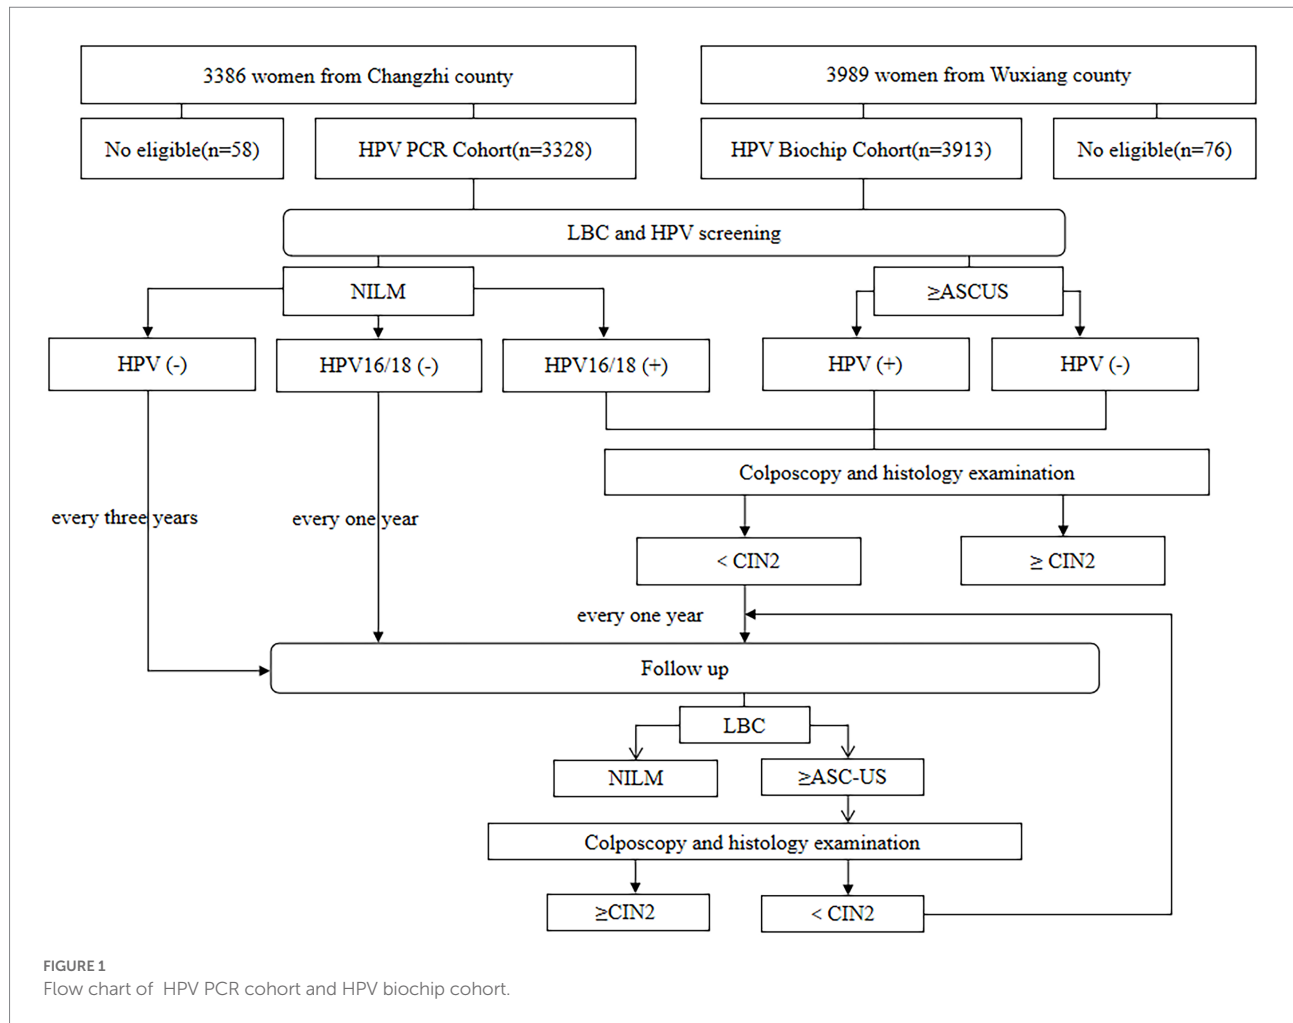 3386 women from Changzhi county
3989 women from Wuxiang county
No eligible(n=58)
HPV PCR Cohort(n=3328)
HPV Biochip Cohort(n=3913)
No eligible(n=76)
LBC and HPV screening
NILM
≥ASCUS
HPV (-)
HPV16/18 (-)
HPV16/18 (+)
HPV (+)
HPV (-)
Colposcopy and histology examination
every three years
every one year
< CIN2
≥ CIN2
every one year
Follow up
LBC
NILM
≥ASC-US
Colposcopy and histology examination
≥CIN2
< CIN2
FIGURE 1
Flow chart of HPV PCR cohort and HPV biochip cohort.